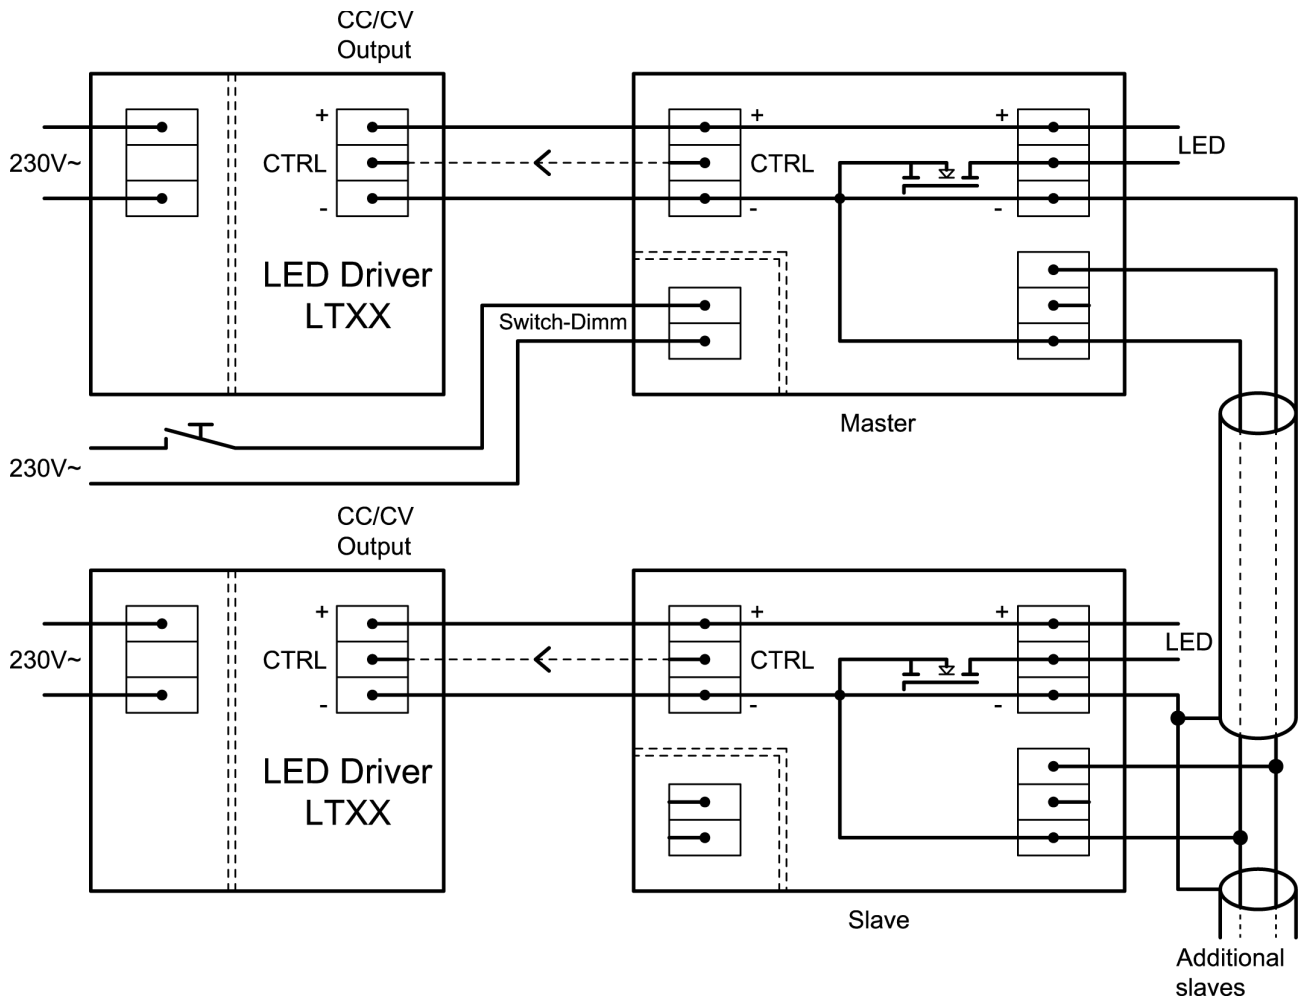 CC/CV
Output
+
+
+
230V~
CTRL
CTRL
LED
-
-
-
LED Driver
LTXX
Switch-Dimm
Master
230V~
CC/CV
Output
+
+
+
230V~
CTRL
CTRL
LED
-
-
-
LED Driver
LTXX
Slave
Additional
slaves